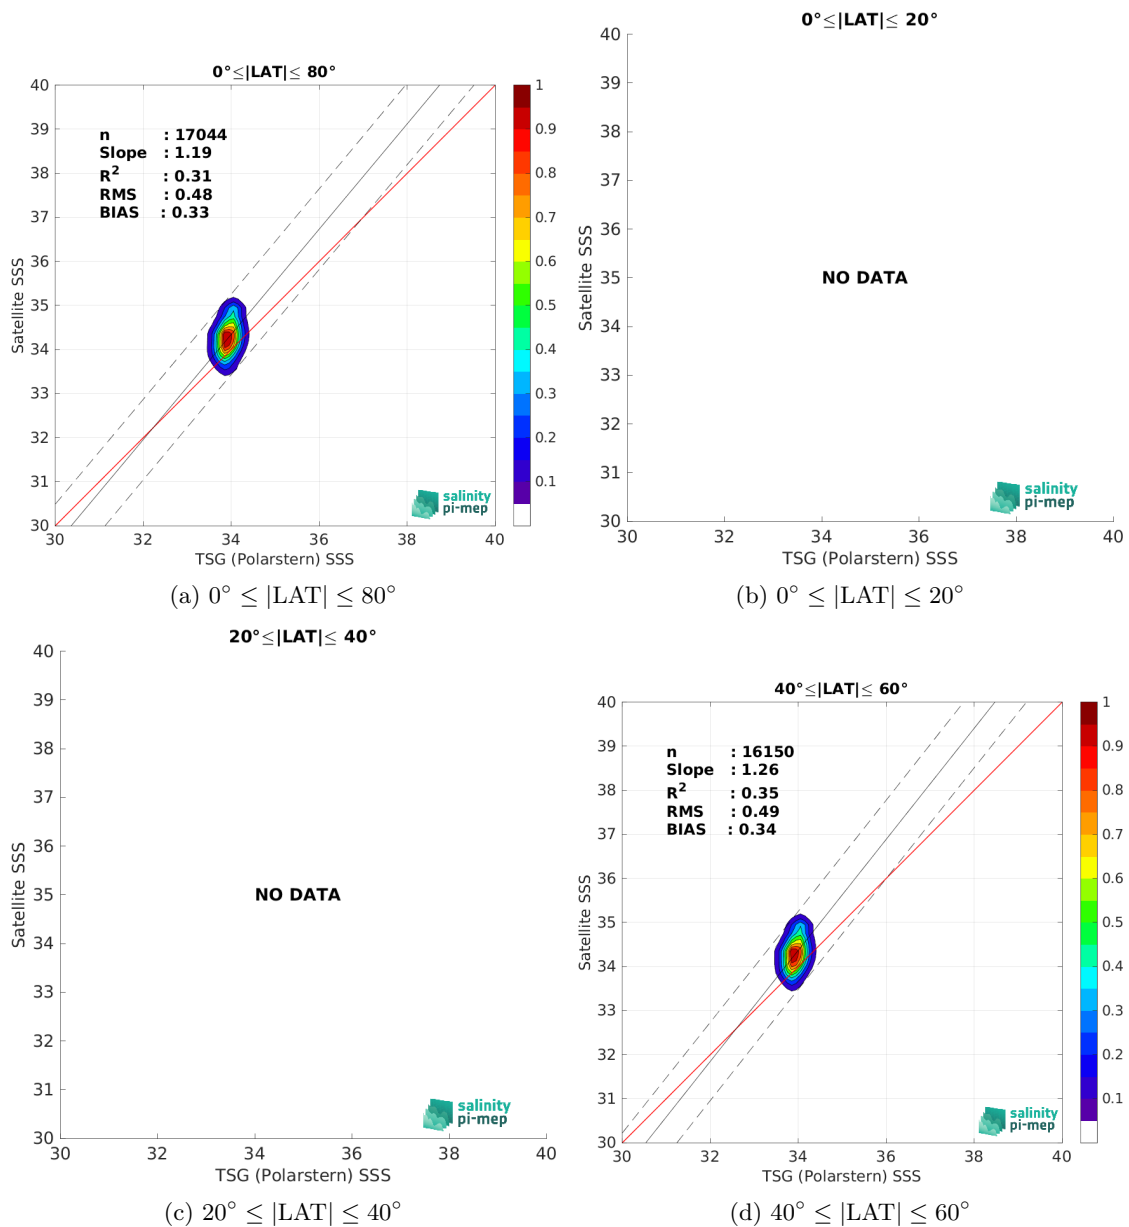 0°≤|LAT|≤ 80°
40
39
38
37
36
35
34
33
32
31
30
Satellite SSS
n : 17044
Slope : 1.19
R² : 0.31
RMS : 0.48
BIAS : 0.33
salinity
pi-mep
30 32 34 36 38 40
TSG (Polarstern) SSS
1
0.9
0.8
0.7
0.6
0.5
0.4
0.3
0.2
0.1
(a) 0° ≤ |LAT| ≤ 80°
0°≤|LAT|≤ 20°
40
39
38
37
36
35
34
33
32
31
30
Satellite SSS
NO DATA
salinity
pi-mep
30 32 34 36 38 40
TSG (Polarstern) SSS
(b) 0° ≤ |LAT| ≤ 20°
20°≤|LAT|≤ 40°
40
39
38
37
36
35
34
33
32
31
30
Satellite SSS
NO DATA
salinity
pi-mep
30 32 34 36 38 40
TSG (Polarstern) SSS
(c) 20° ≤ |LAT| ≤ 40°
40°≤|LAT|≤ 60°
40
39
38
37
36
35
34
33
32
31
30
Satellite SSS
n : 16150
Slope : 1.26
R² : 0.35
RMS : 0.49
BIAS : 0.34
salinity
pi-mep
30 32 34 36 38 40
TSG (Polarstern) SSS
1
0.9
0.8
0.7
0.6
0.5
0.4
0.3
0.2
0.1
(d) 40° ≤ |LAT| ≤ 60°